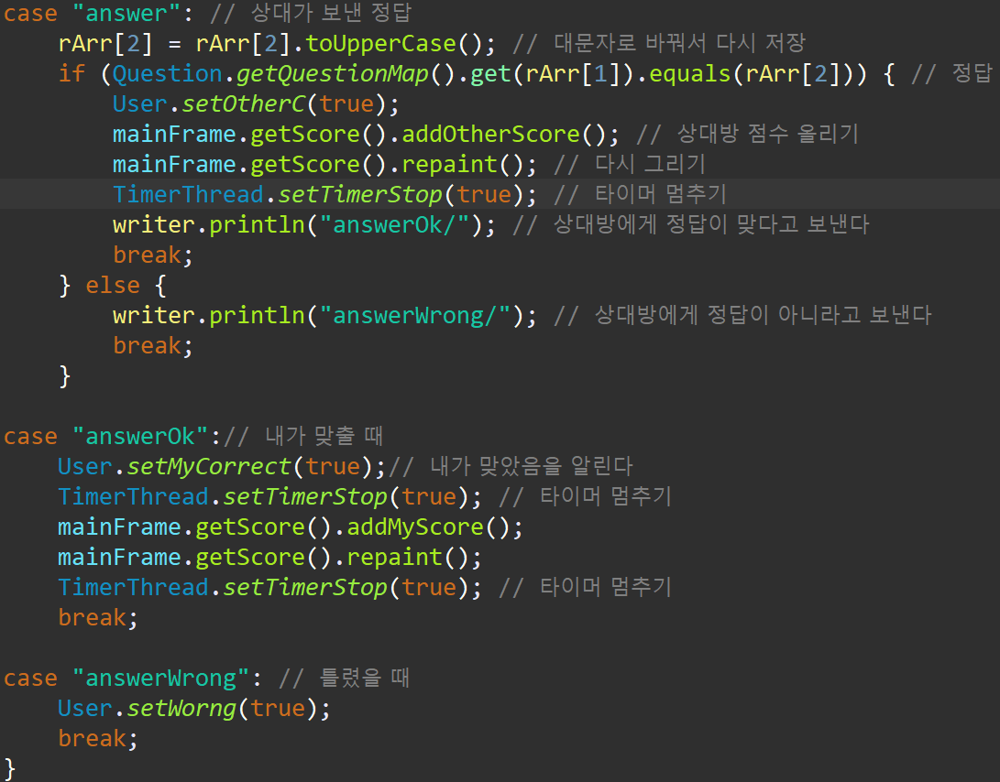 case "answer": // 상대가 보낸 정답
rArr[2] = rArr[2].toUpperCase(); // 대문자로 바꿔서 다시 저장
if (Question.getQuestionMap().get(rArr[1]).equals(rArr[2])) { // 정답
User.setOtherC(true);
mainFrame.getScore().addOtherScore(); // 상대방 점수 올리기
mainFrame.getScore().repaint(); // 다시 그리기
TimerThread.setTimerStop(true); // 타이머 멈추기
writer.println("answerOk/"); // 상대방에게 정답이 맞다고 보낸다
break;
} else {
writer.println("answerWrong/"); // 상대방에게 정답이 아니라고 보낸다
break;
}
case "answerOk":// 내가 맞출 때
User.setMyCorrect(true);// 내가 맞았음을 알린다
TimerThread.setTimerStop(true); // 타이머 멈추기
mainFrame.getScore().addMyScore();
mainFrame.getScore().repaint();
TimerThread.setTimerStop(true); // 타이머 멈추기
break;
case "answerWrong": // 틀렸을 때
User.setWorng(true);
break;
}